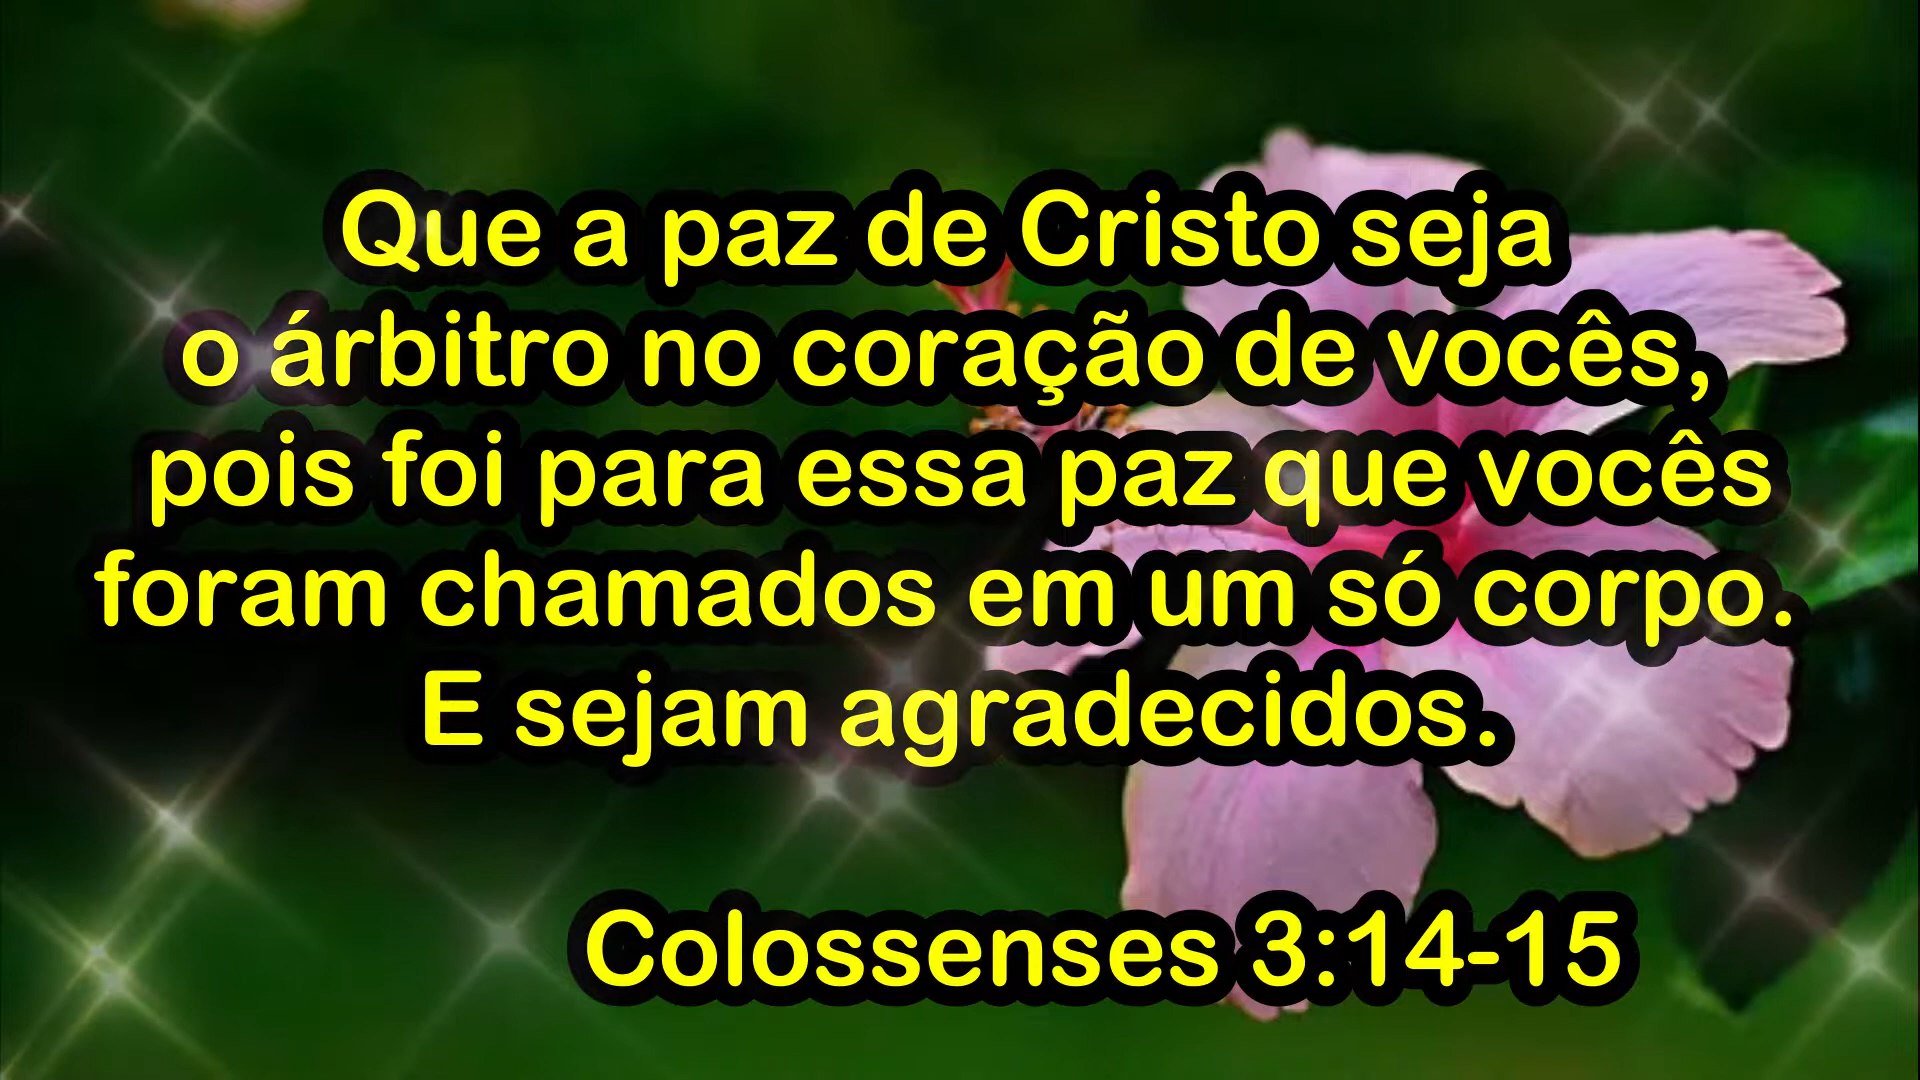 Que a paz de Cristo seja
o árbitro no coração de vocês,
pois foi para essa paz que vocês
foram chamados em um só corpo.
E sejam agradecidos.
Colossenses 3:14-15